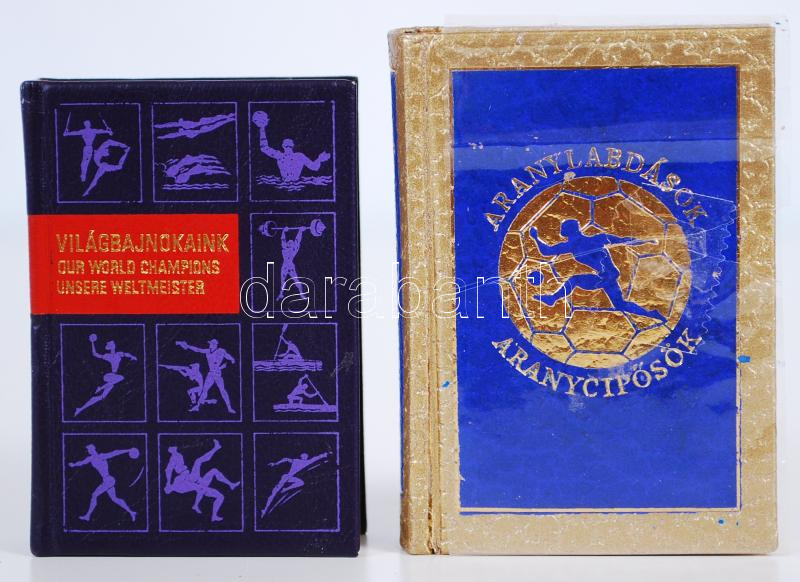 VILÁGBAJNOKAINK
OUR WORLD CHAMPIONS
UNSERE WELTMEISTER
ARANYLABDÁSOK
ARANYCIPŐSÖK
darabanth